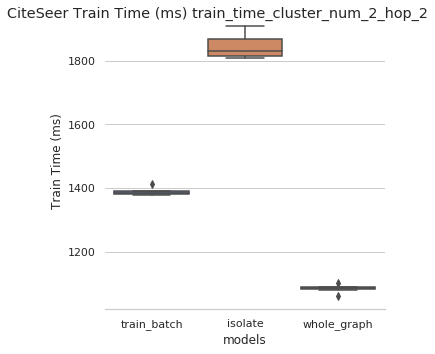 CiteSeer Train Time (ms) train_time_cluster_num_2_hop_2
1800
1600
1400
1200
Train Time (ms)
train_batch isolate whole_graph
models